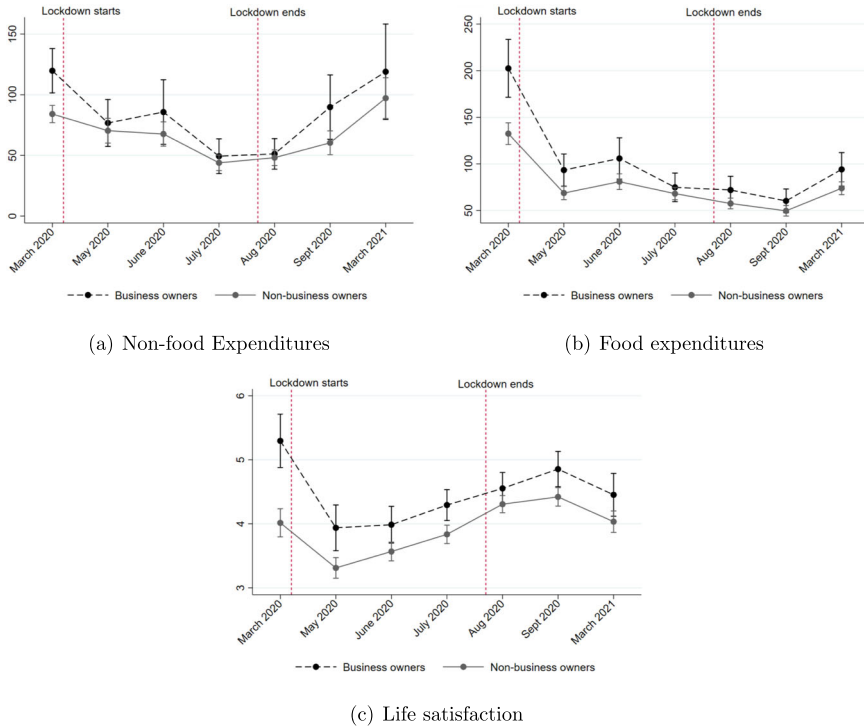 Lockdown starts
Lockdown ends
150
100
50
0
March 2020
May 2020
June 2020
July 2020
Aug 2020
Sept 2020
March 2021
Business owners
Non-business owners
(a) Non-food Expenditures
Lockdown starts
Lockdown ends
250
200
150
100
50
March 2020
May 2020
June 2020
July 2020
Aug 2020
Sept 2020
March 2021
Business owners
Non-business owners
(b) Food expenditures
Lockdown starts
Lockdown ends
6
5
4
3
March 2020
May 2020
June 2020
July 2020
Aug 2020
Sept 2020
March 2021
Business owners
Non-business owners
(c) Life satisfaction